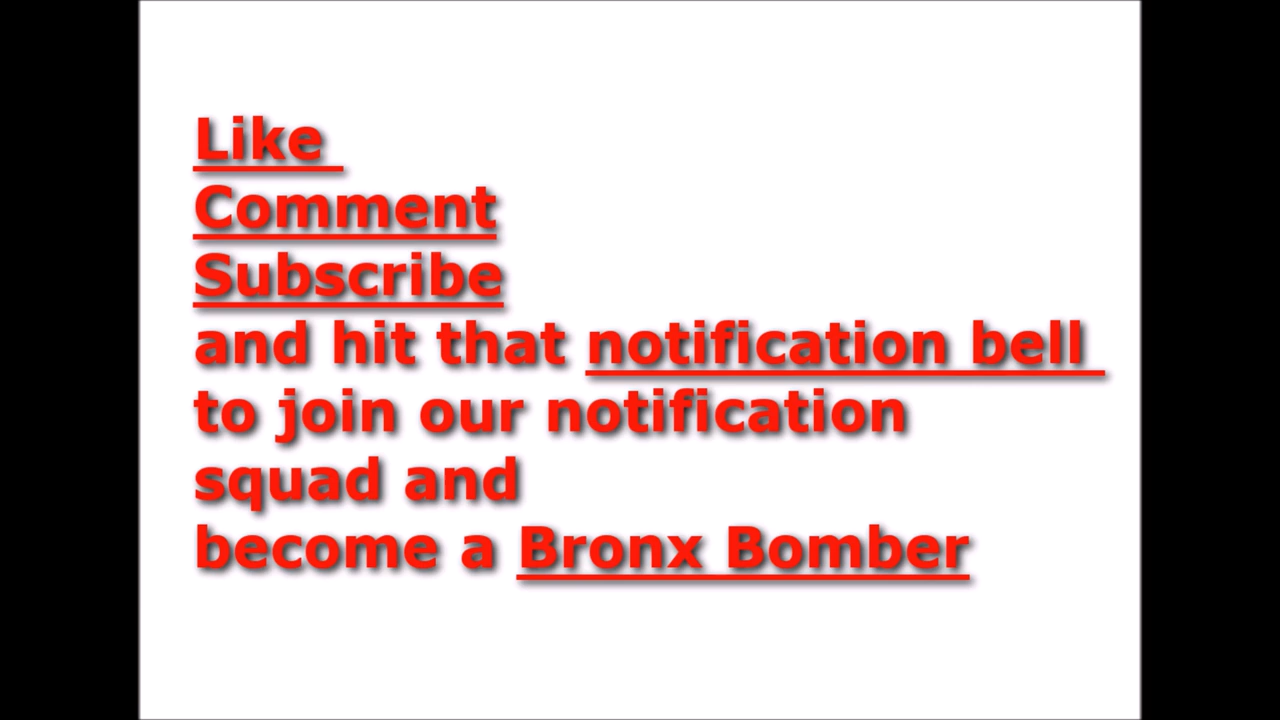 Like
Comment
Subscribe
and hit that notification bell
to join our notification
squad and
become a Bronx Bomber